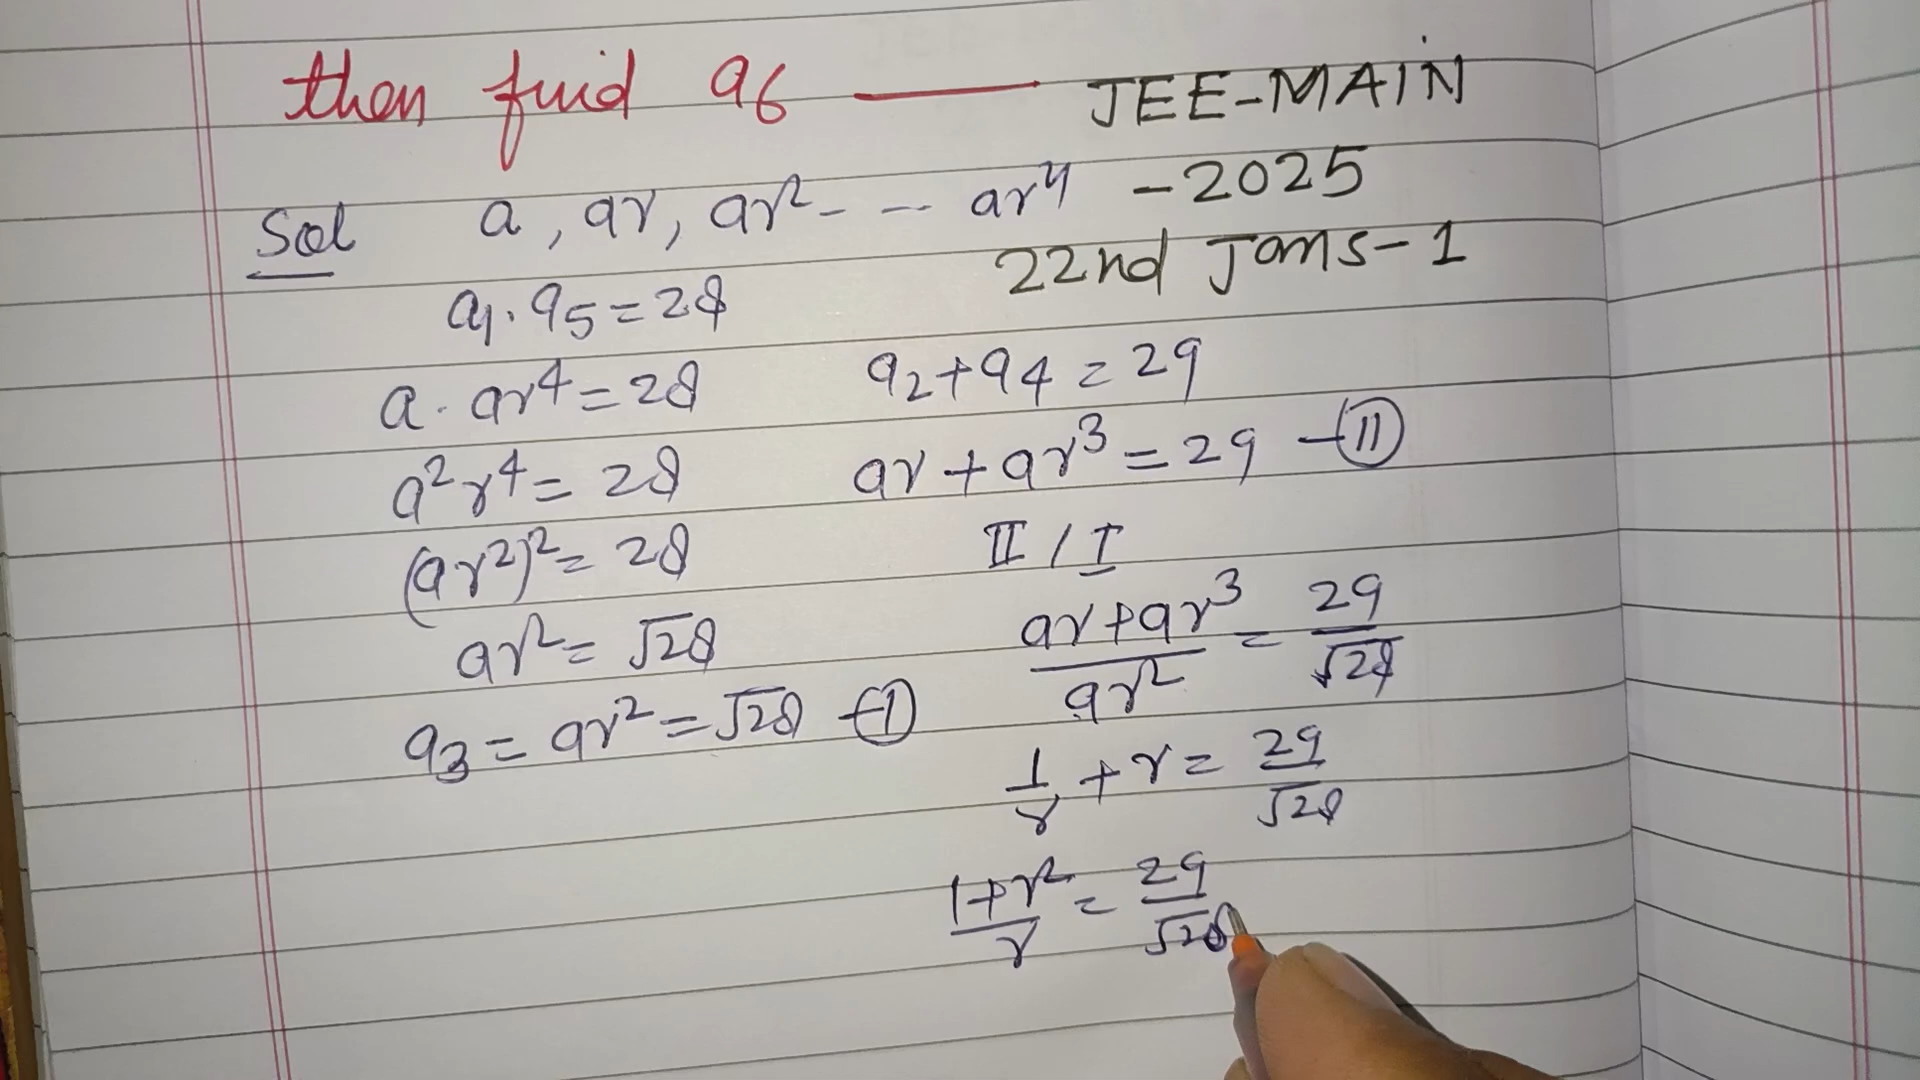 then find a6 — JEE-MAIN
- 2025
22nd Jans-1
Sol a, ar, ar² - -- ar⁴
a1·a5=28
a·ar⁴=28
a²r⁴=28
(ar²)²=28
ar²=√28
a3=ar²=√28 -(I)
a2+a4=29
ar+ar³=29 -(II)
II/I
(ar+ar³)/ar² = 29/√28
1/r + r = 29/√28
(1+r²)/r = 29/√28